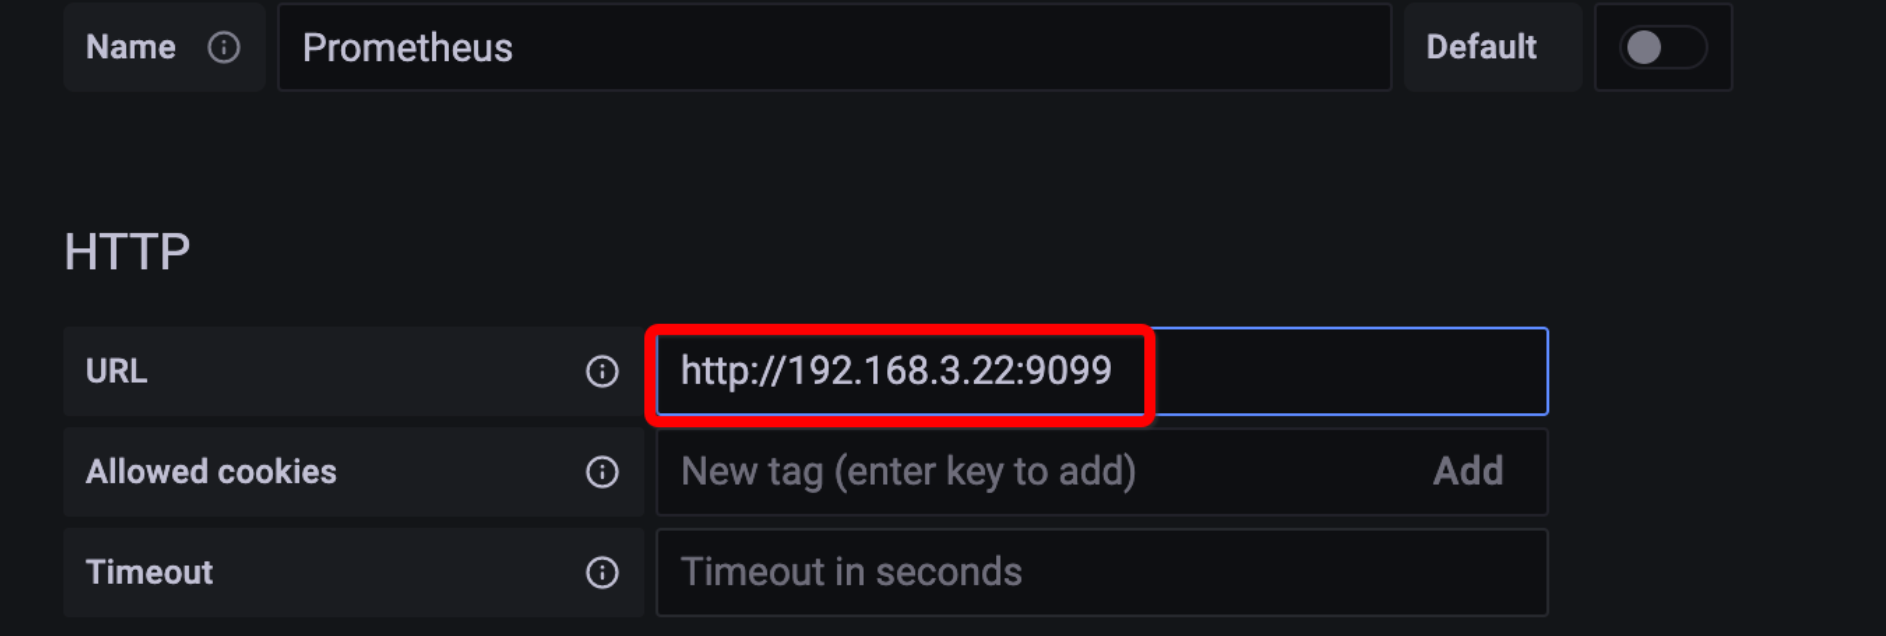 Name Prometheus Default
HTTP
URL http://192.168.3.22:9099
Allowed cookies New tag (enter key to add) Add
Timeout Timeout in seconds